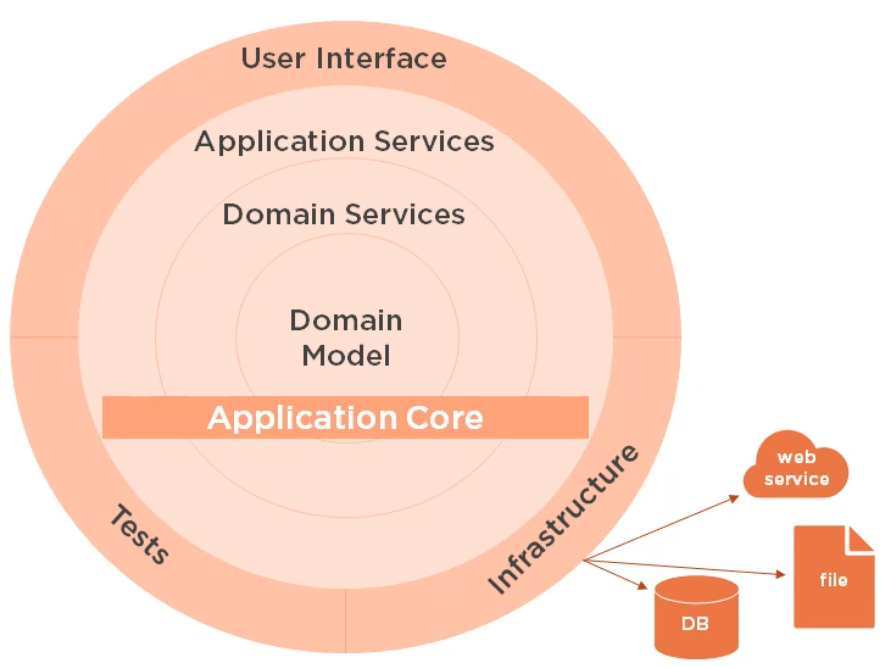 User Interface
Application Services
Domain Services
Domain
Model
Application Core
Tests
Infrastructure
web
service
file
DB